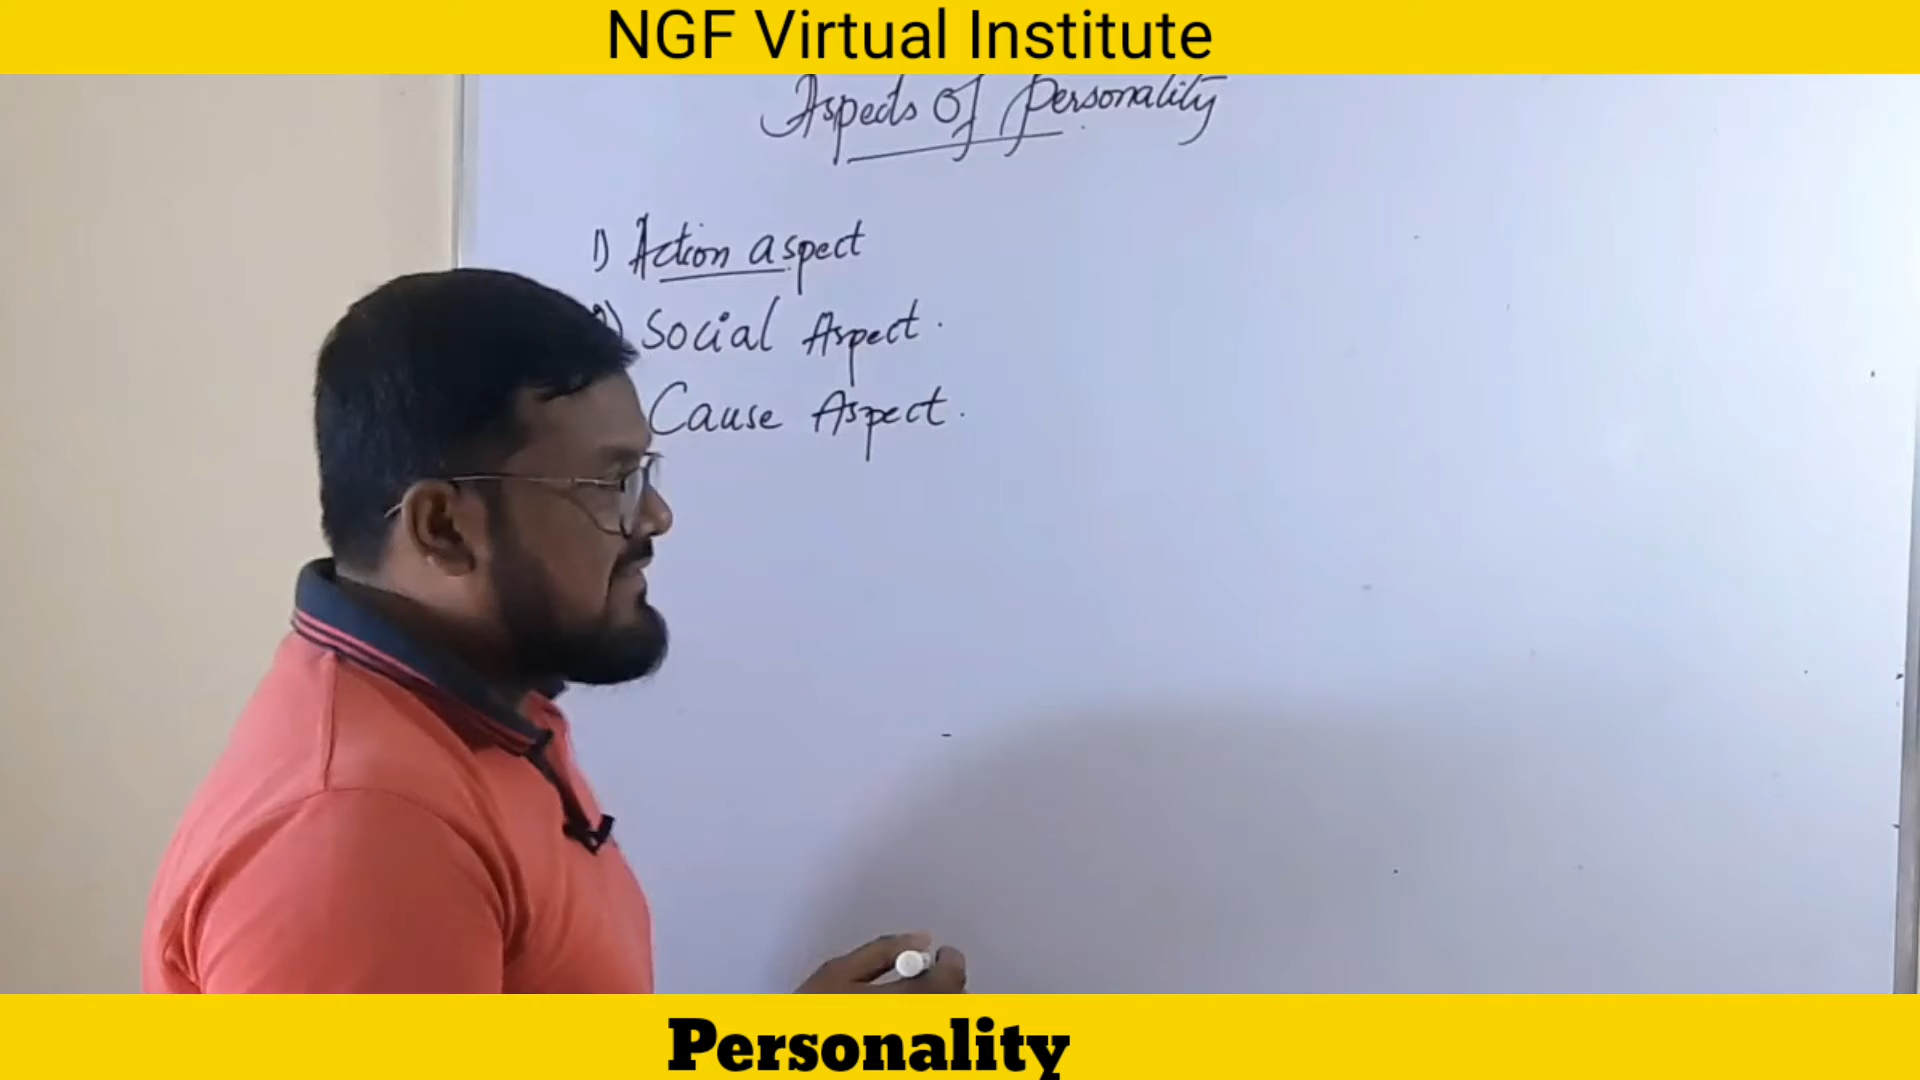 NGF Virtual Institute
Aspects Of Personality
1) Action aspect
2) Social Aspect.
Cause Aspect.
Personality